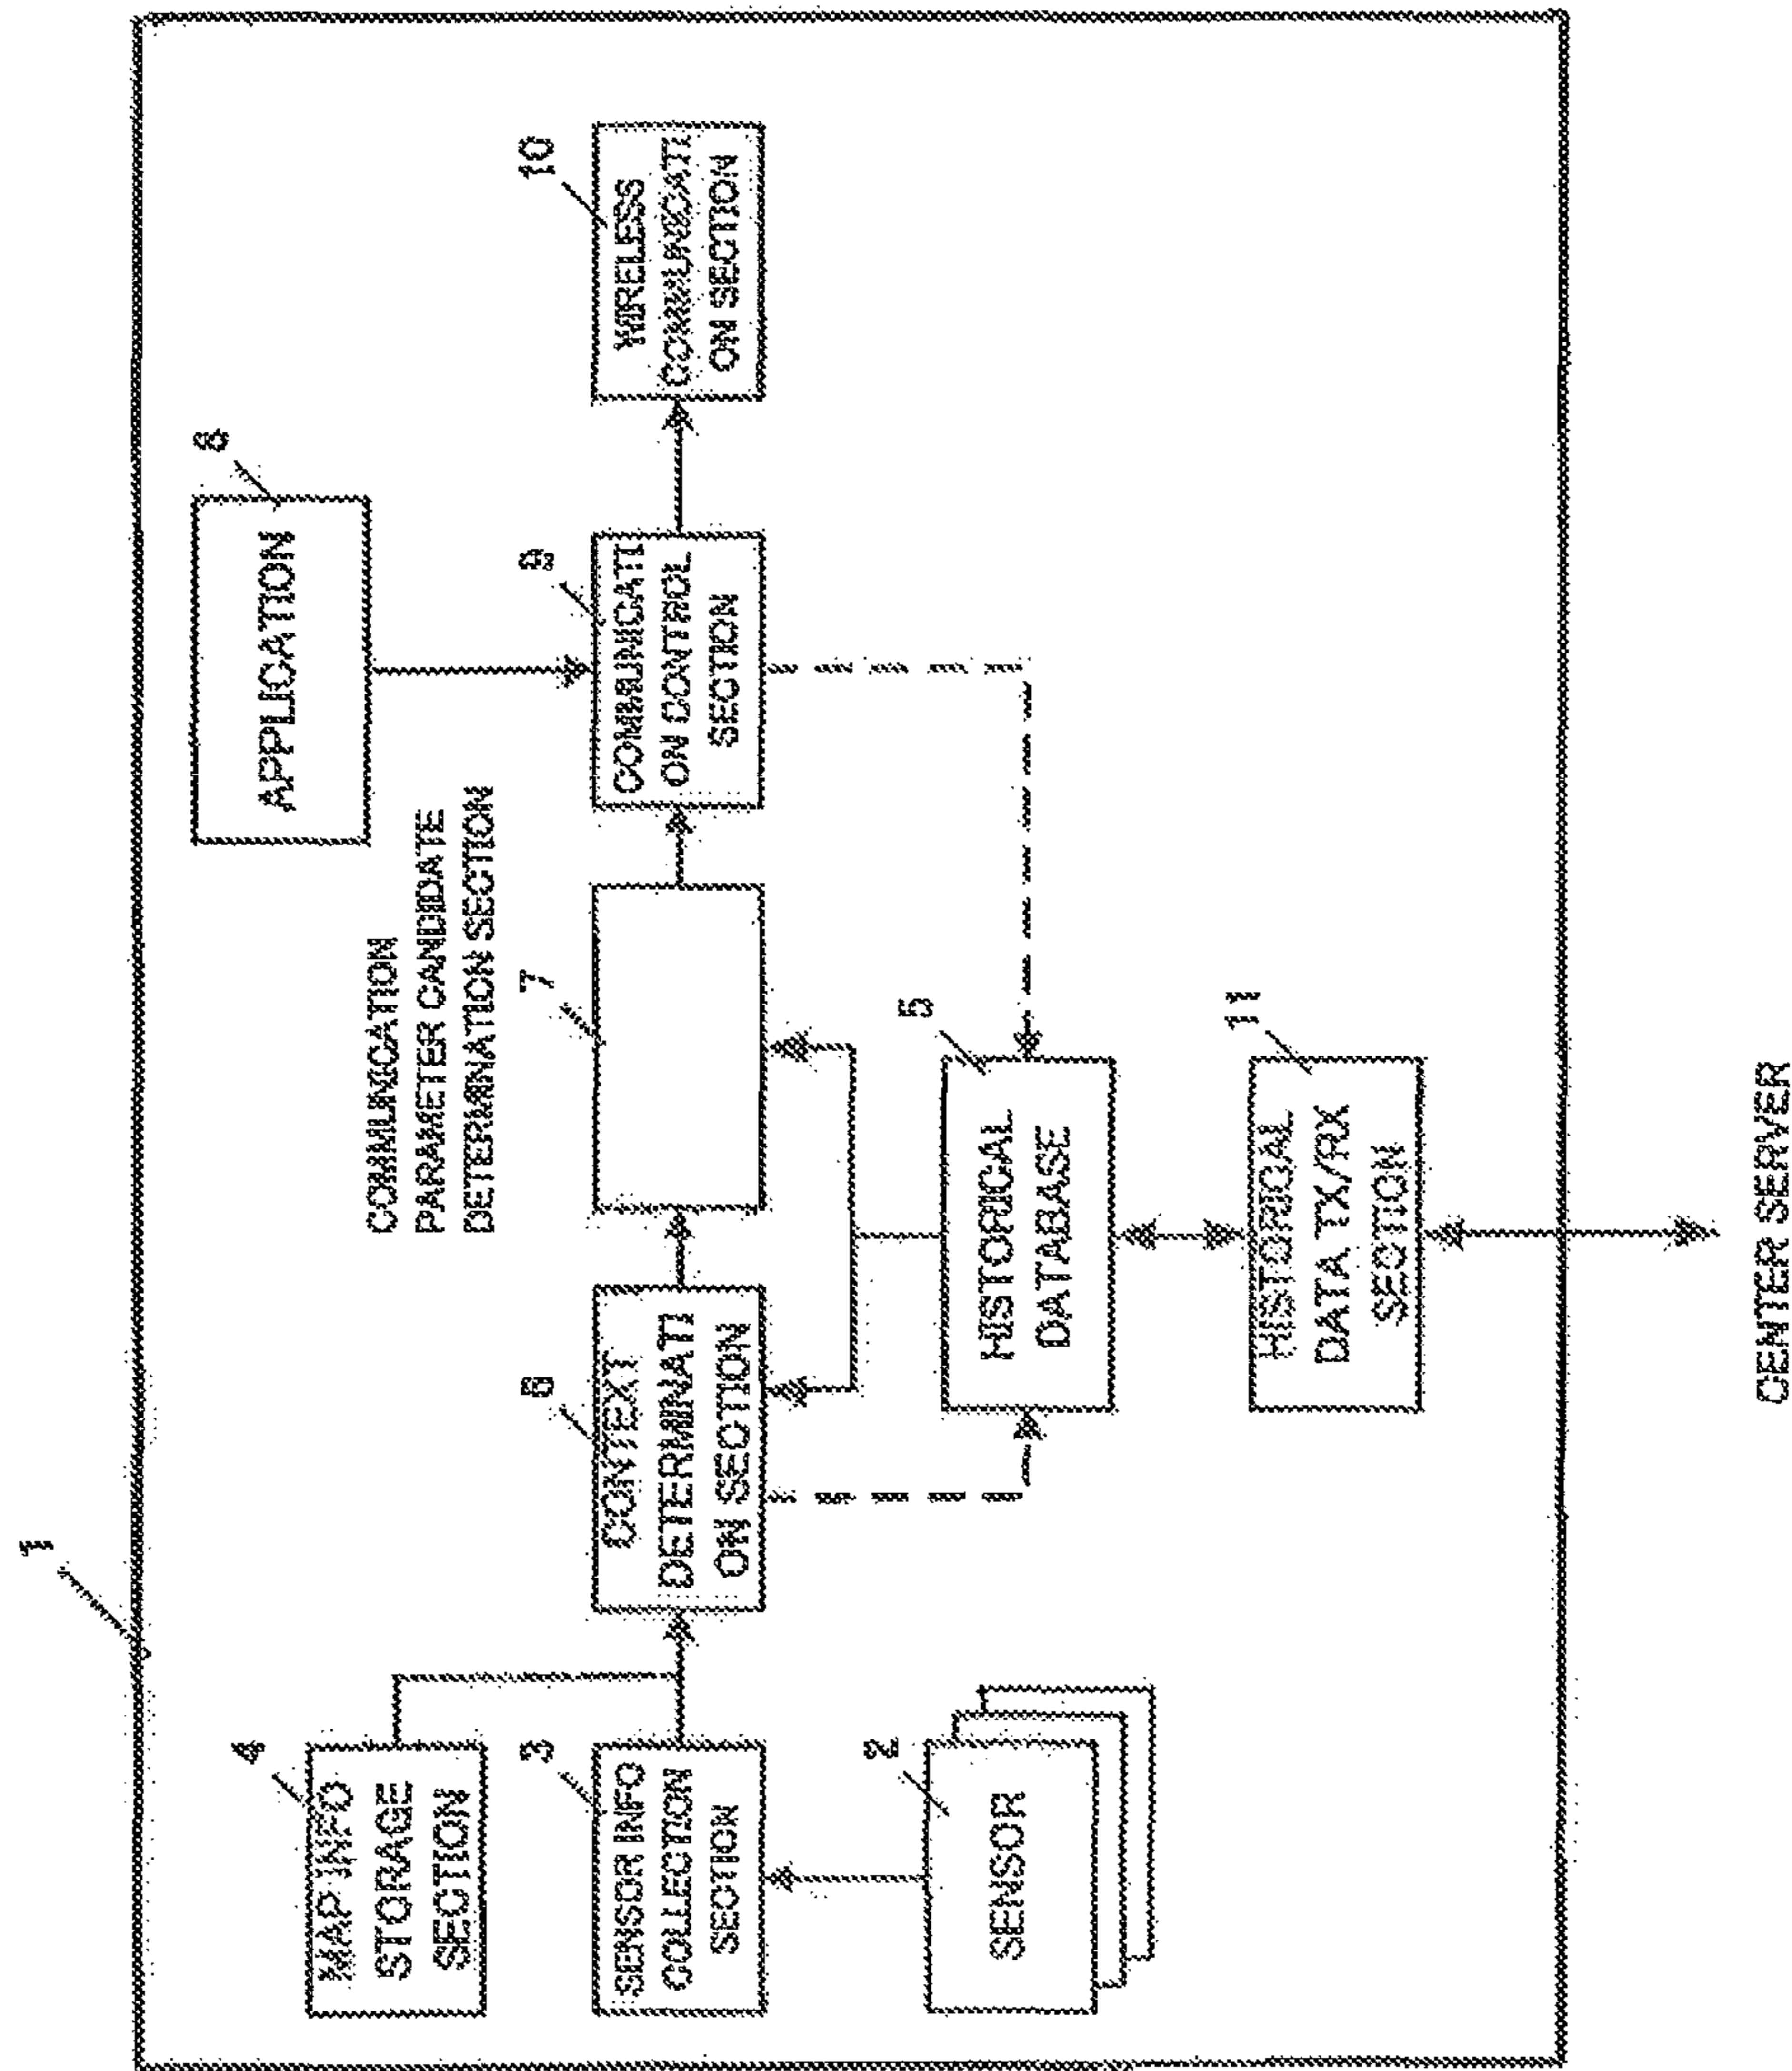 1
4
MAP INFO
STORAGE
SECTION
3
SENSOR INFO
COLLECTION
SECTION
2
SENSOR
6
CONTEXT
DETERMINATI
ON SECTION
COMMUNICATION
PARAMETER CANDIDATE
DETERMINATION SECTION
7
8
APPLICATION
9
COMMUNICATI
ON CONTROL
SECTION
10
WIRELESS
COMMUNICATI
ON SECTION
5
HISTORICAL
DATABASE
11
HISTORICAL
DATA TX/RX
SECTION
CENTER SERVER